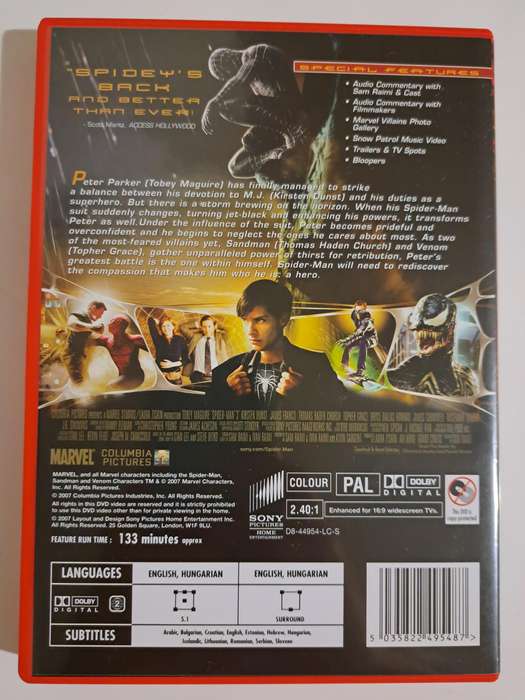 "SPIDEY'S
BACK
AND BETTER
THAN EVER!
- Scott Mantz, ACCESS HOLLYWOOD
SPECIAL FEATURES
• Audio Commentary with
Sam Raimi & Cast
• Audio Commentary with
Filmmakers
• Marvel Villains Photo
Gallery
• Snow Patrol Music Video
• Trailers & TV Spots
• Bloopers
Peter Parker (Tobey Maguire) has finally managed to strike
a balance between his devotion to M.J. (Kirsten Dunst) and his duties as a
superhero. But there is a storm brewing on the horizon. When his Spider-Man
suit suddenly changes, turning jet-black and enhancing his powers, it transforms
Peter as well. Under the influence of the suit, Peter becomes prideful and
overconfident and he begins to neglect the ones he cares about most. As two
of the most-feared villains yet, Sandman (Thomas Haden Church) and Venom
(Topher Grace), gather unparalleled power of thirst for retribution, Peter's
greatest battle is the one within himself. Spider-Man will need to rediscover
the compassion that makes him who he is: a hero.
sony.com/Spider-Man
MARVEL
COLUMBIA
PICTURES
MARVEL, and all Marvel characters including the Spider-Man,
Sandman and Venom Characters TM & © 2007 Marvel Characters,
Inc. All Rights Reserved.
© 2007 Columbia Pictures Industries, Inc. All Rights Reserved.
All rights in this DVD video are reserved and it is strictly prohibited
to use this DVD video other than for private viewing in the home.
© 2007 Layout and Design Sony Pictures Home Entertainment Inc.
All Rights Reserved. 25 Golden Square, London, W1F 9LU.
FEATURE RUN TIME: 133 minutes approx
SONY
PICTURES
HOME
ENTERTAINMENT
COLOUR
PAL
DOLBY
DIGITAL
2.40:1
Enhanced for 16:9 widescreen TVs.
D8-44954-LC-S
This DVD is
copy protected
LANGUAGES
ENGLISH, HUNGARIAN
ENGLISH, HUNGARIAN
DOLBY
DIGITAL
2
5.1
SURROUND
SUBTITLES
Arabic, Bulgarian, Croatian, English, Estonian, Hebrew, Hungarian,
Icelandic, Lithuanian, Romanian, Serbian, Slovene
5 035822 495487 >